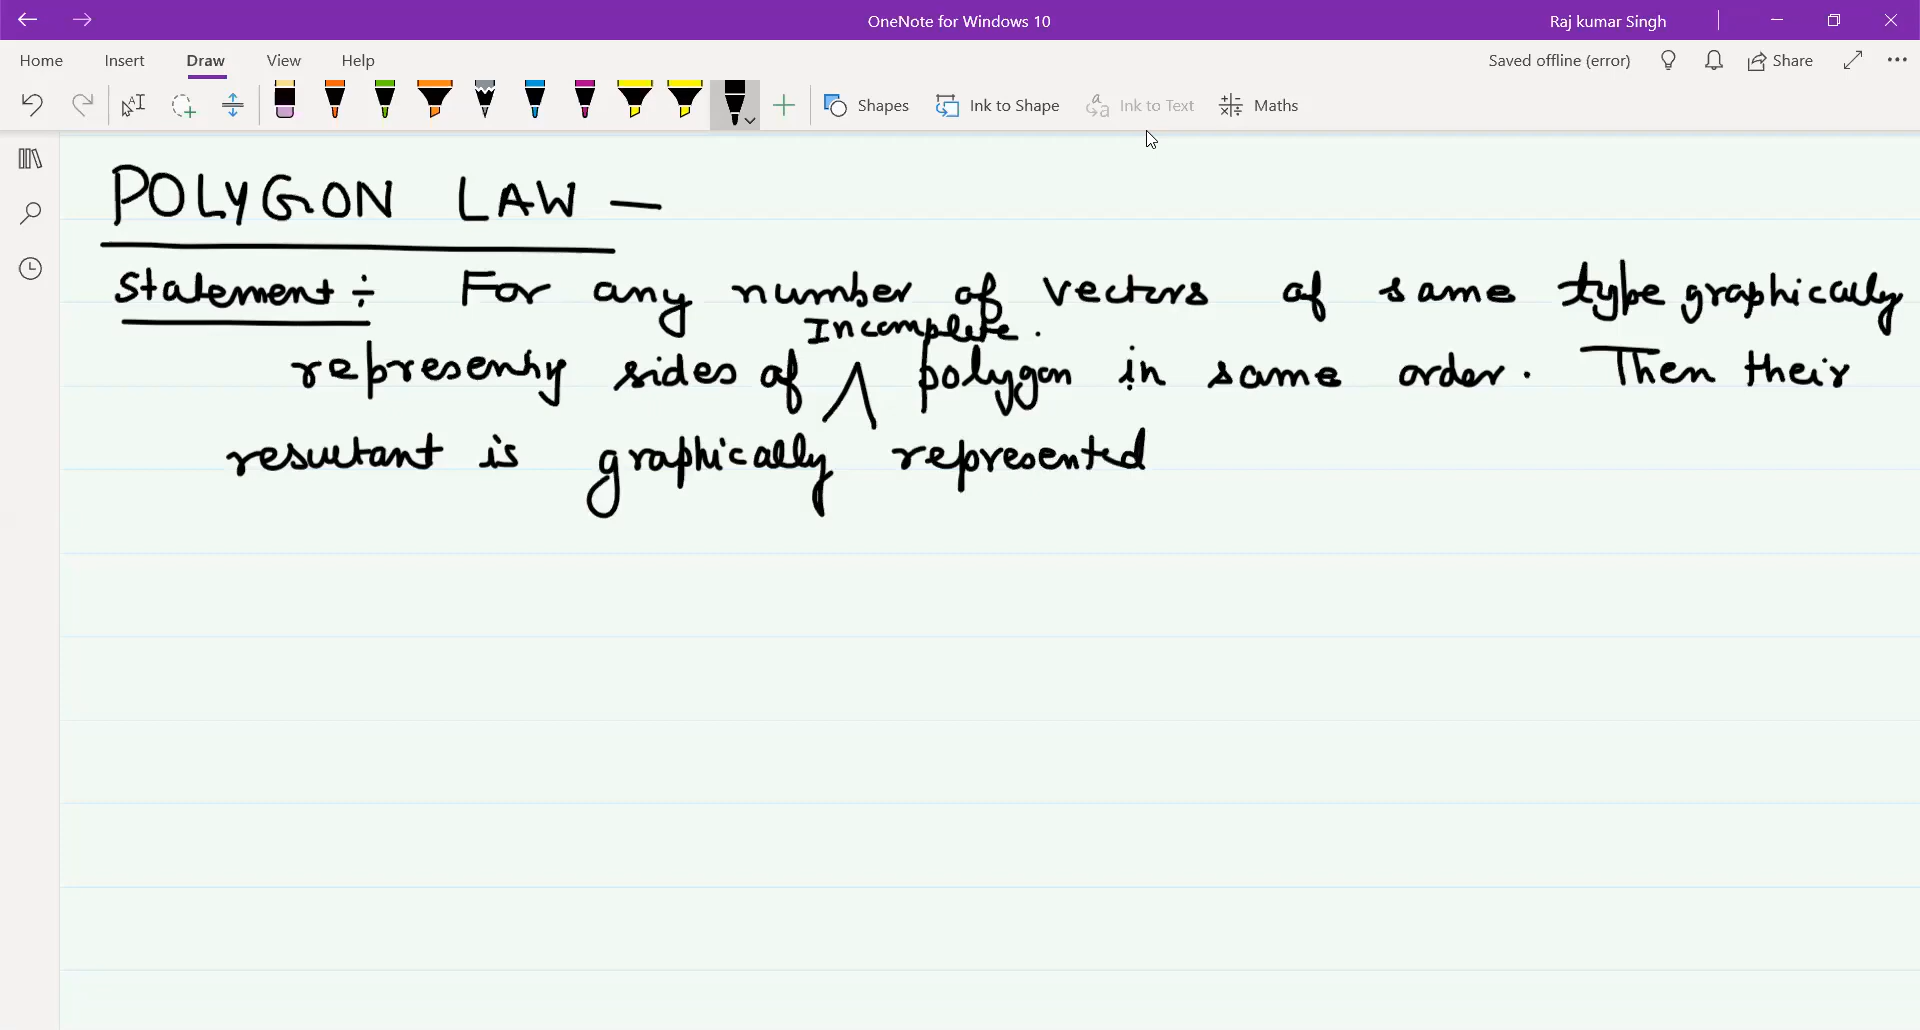 OneNote for Windows 10
Raj kumar Singh
Home Insert Draw View Help
Saved offline (error) Share
Shapes Ink to Shape Ink to Text Maths
POLYGON LAW —
Statement ÷ For any number of vectors of same type graphically
Incomplete.
representing sides of ∧ polygon in same order. Then their
resultant is graphically represented